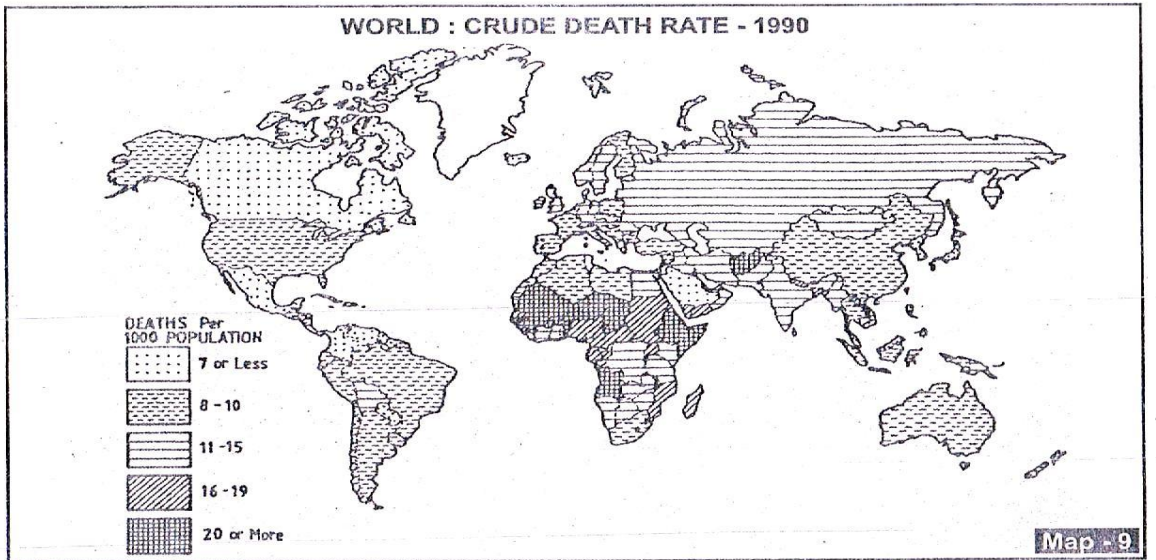 WORLD : CRUDE DEATH RATE - 1990
DEATHS Per
1000 POPULATION
7 or Less
8 - 10
11 - 15
16 - 19
20 or More
Map - 9